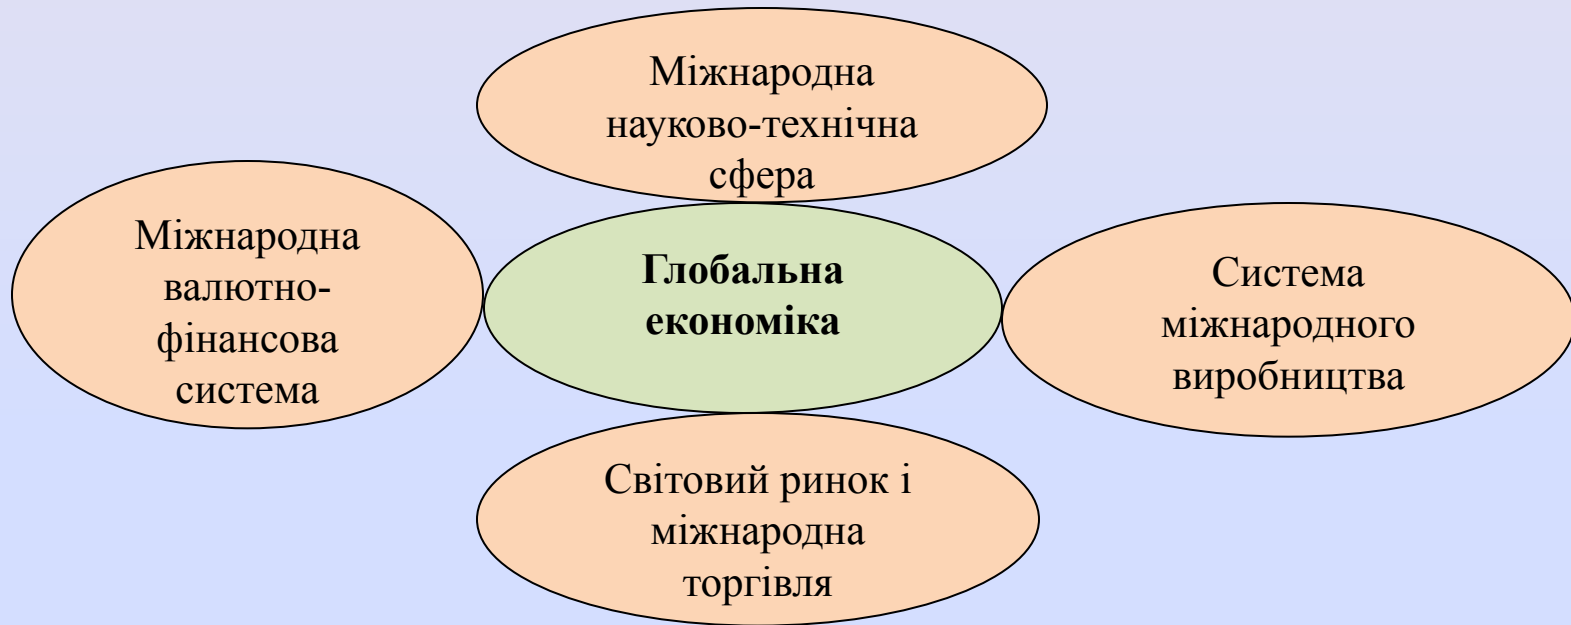 Міжнародна
науково-технічна
сфера
Міжнародна
валютно-
фінансова
система
Глобальна
економіка
Система
міжнародного
виробництва
Світовий ринок і
міжнародна
торгівля